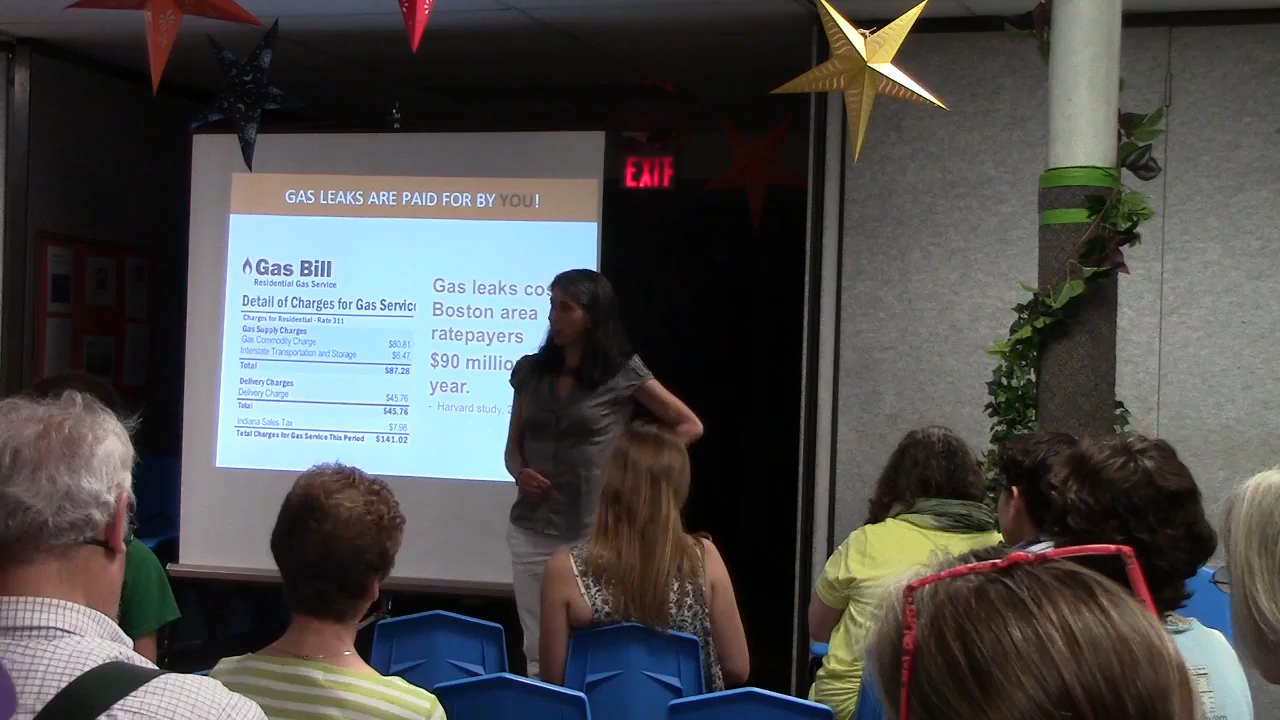 GAS LEAKS ARE PAID FOR BY YOU!
EXIT
Gas Bill
Residential Gas Service
Detail of Charges for Gas Service
Charges for Residential - Rate 311
Gas Supply Charges
Gas Commodity Charge $80.81
Interstate Transportation and Storage $6.47
Total $87.28
Delivery Charges
Delivery Charge $45.76
Total $45.76
Indiana Sales Tax $7.98
Total Charges for Gas Service This Period $141.02
Gas leaks cos
Boston area
ratepayers
$90 millio
year.
- Harvard study,